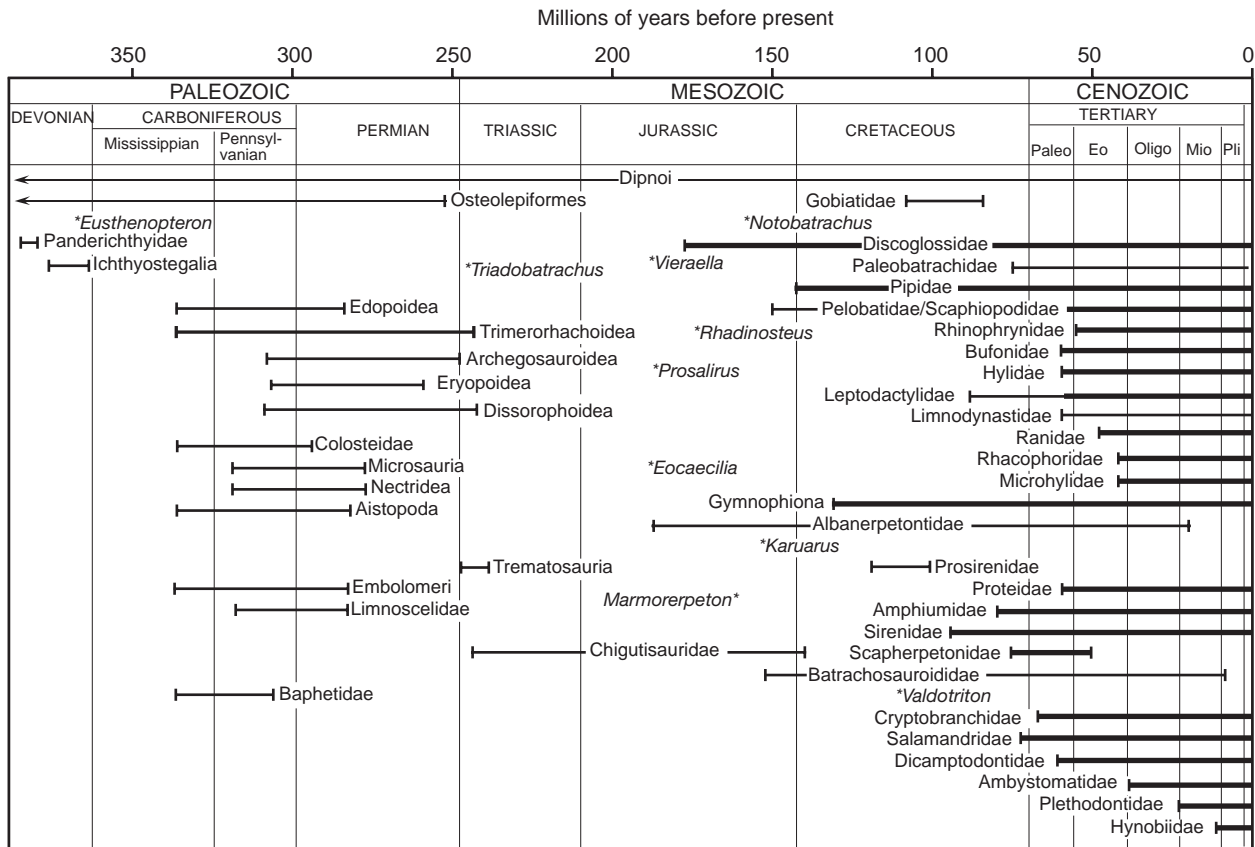 Millions of years before present
350 300 250 200 150 100 50 0
PALEOZOIC MESOZOIC CENOZOIC
DEVONIAN CARBONIFEROUS PERMIAN TRIASSIC JURASSIC CRETACEOUS TERTIARY
Mississippian Pennsyl-
vanian
Paleo Eo Oligo Mio Pli
Dipnoi
Osteolepiformes Gobiatidae
*Eusthenopteron *Notobatrachus
Panderichthyidae Discoglossidae
Ichthyostegalia *Triadobatrachus *Vieraella Paleobatrachidae
Pipidae
Edopoidea Pelobatidae/Scaphiopodidae
Trimerorhachoidea *Rhadinosteus Rhinophrynidae
Archegosauroidea Bufonidae
*Prosalirus Hylidae
Eryopoidea
Leptodactylidae
Dissorophoidea Limnodynastidae
Ranidae
Colosteidae
Rhacophoridae
Microsauria *Eocaecilia
Nectridea Microhylidae
Aistopoda Gymnophiona
Albanerpetontidae
*Karuarus
Trematosauria Prosirenidae
Embolomeri Proteidae
Limnoscelidae Marmorerpeton* Amphiumidae
Sirenidae
Chigutisauridae Scapherpetonidae
Batrachosauroididae
Baphetidae *Valdotriton
Cryptobranchidae
Salamandridae
Dicamptodontidae
Ambystomatidae
Plethodontidae
Hynobiidae